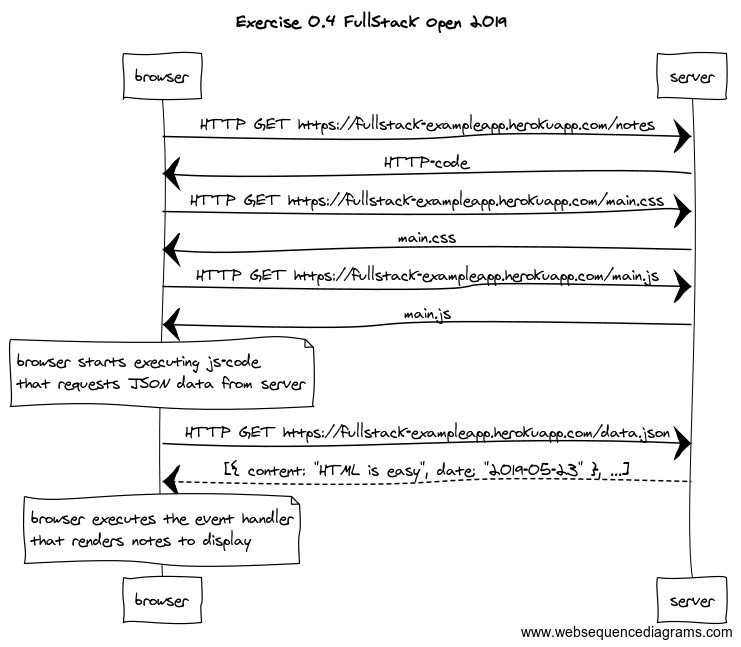 Exercise 0.4 FullStack Open 2019
browser
server
HTTP GET https://fullstack-exampleapp.herokuapp.com/notes
HTTP-code
HTTP GET https://fullstack-exampleapp.herokuapp.com/main.css
main.css
HTTP GET https://fullstack-exampleapp.herokuapp.com/main.js
main.js
browser starts executing js-code
that requests JSON data from server
HTTP GET https://fullstack-exampleapp.herokuapp.com/data.json
[{ content: "HTML is easy", date: "2019-05-23" }, ...]
browser executes the event handler
that renders notes to display
browser
server
www.websequencediagrams.com